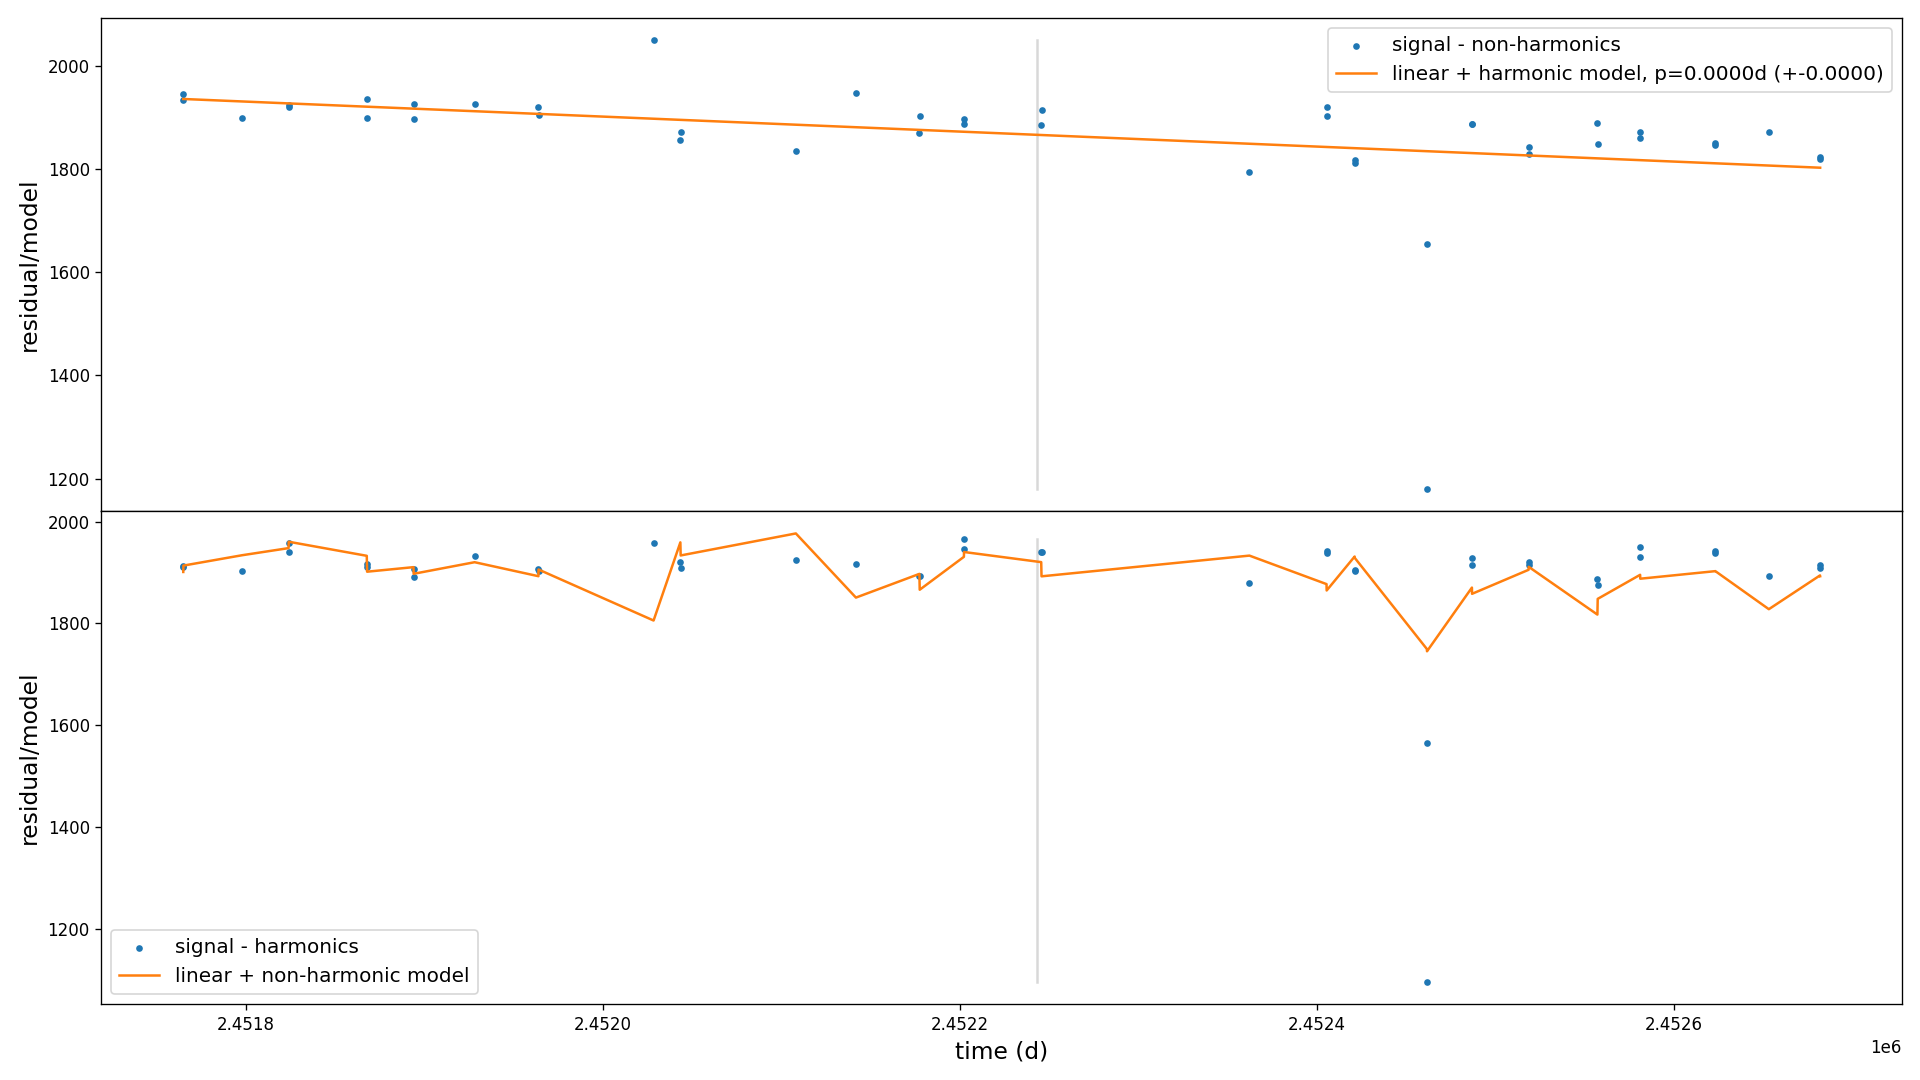 signal - non-harmonics
linear + harmonic model, p=0.0000d (+-0.0000)
2000
1800
1600
1400
1200
residual/model
2000
1800
1600
1400
1200
residual/model
signal - harmonics
linear + non-harmonic model
2.4518 2.4520 2.4522 2.4524 2.4526
time (d)
1e6